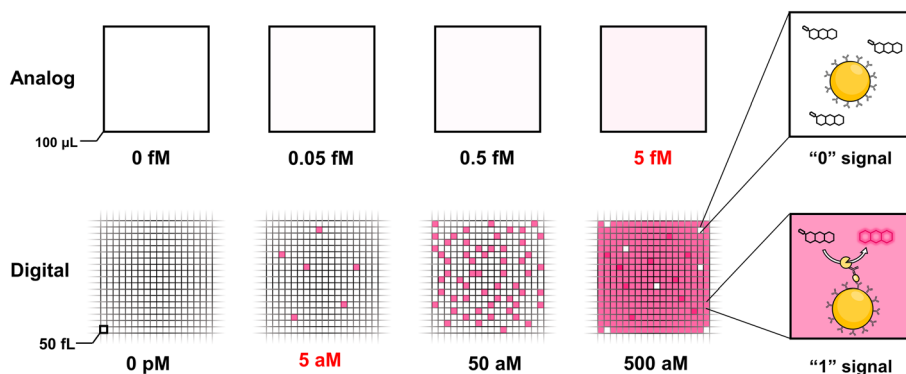 Analog
100 µL
0 fM
0.05 fM
0.5 fM
5 fM
“0” signal
Digital
50 fL
0 pM
5 aM
50 aM
500 aM
“1” signal